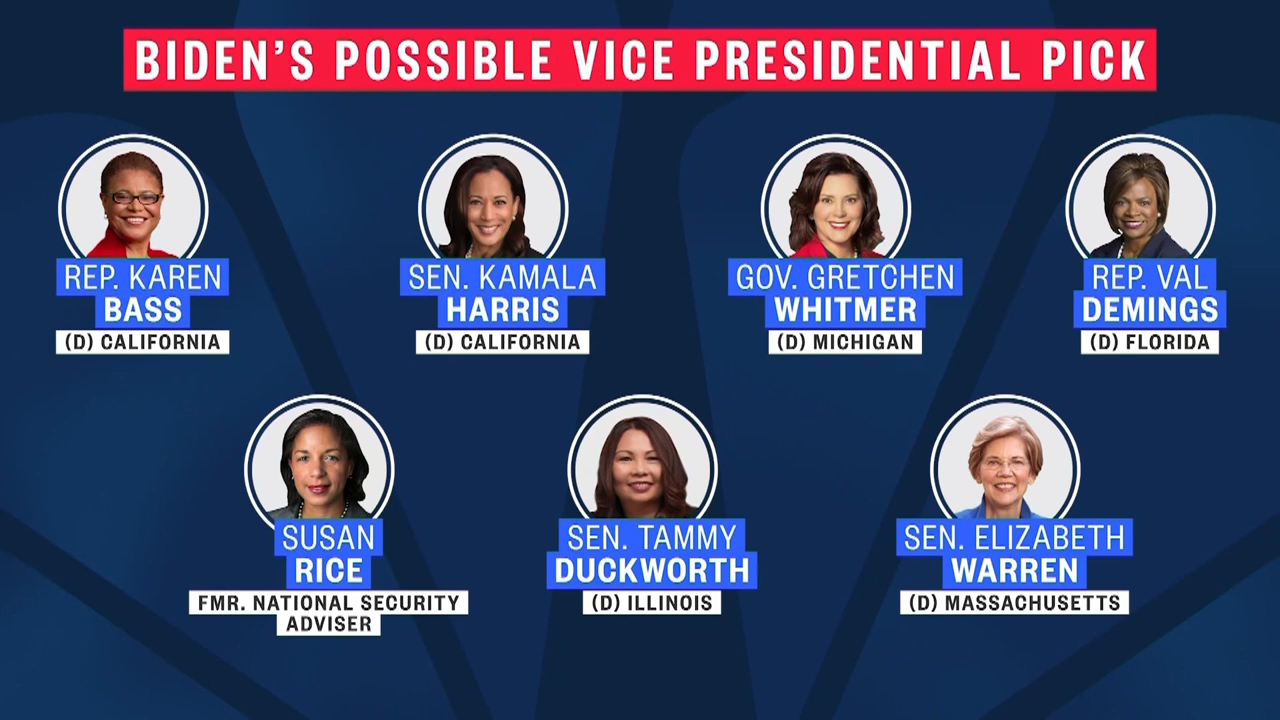 BIDEN'S POSSIBLE VICE PRESIDENTIAL PICK
REP. KAREN
BASS
(D) CALIFORNIA
SEN. KAMALA
HARRIS
(D) CALIFORNIA
GOV. GRETCHEN
WHITMER
(D) MICHIGAN
REP. VAL
DEMINGS
(D) FLORIDA
SUSAN
RICE
FMR. NATIONAL SECURITY
ADVISER
SEN. TAMMY
DUCKWORTH
(D) ILLINOIS
SEN. ELIZABETH
WARREN
(D) MASSACHUSETTS